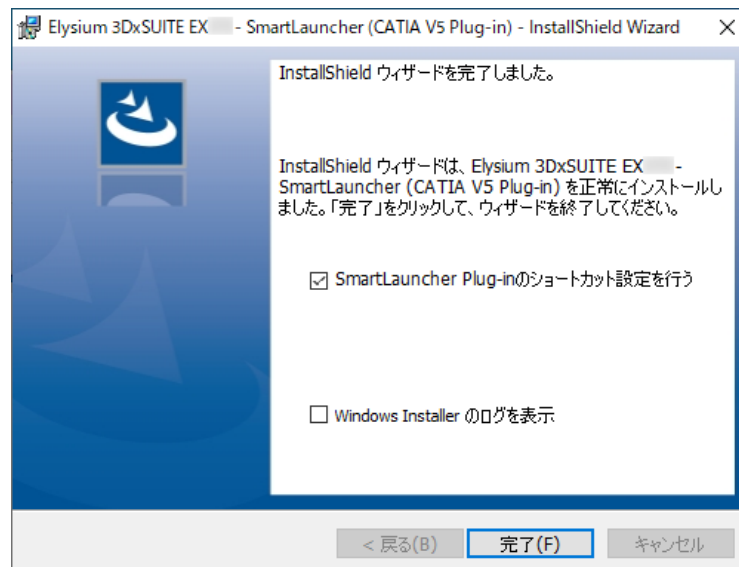 Elysium 3DxSUITE EX - SmartLauncher (CATIA V5 Plug-in) - InstallShield Wizard
InstallShield ウィザードを完了しました。
InstallShield ウィザードは、Elysium 3DxSUITE EX -
SmartLauncher (CATIA V5 Plug-in) を正常にインストールし
ました。「完了」をクリックして、ウィザードを終了してください。
SmartLauncher Plug-inのショートカット設定を行う
Windows Installer のログを表示
< 戻る(B)
完了(F)
キャンセル